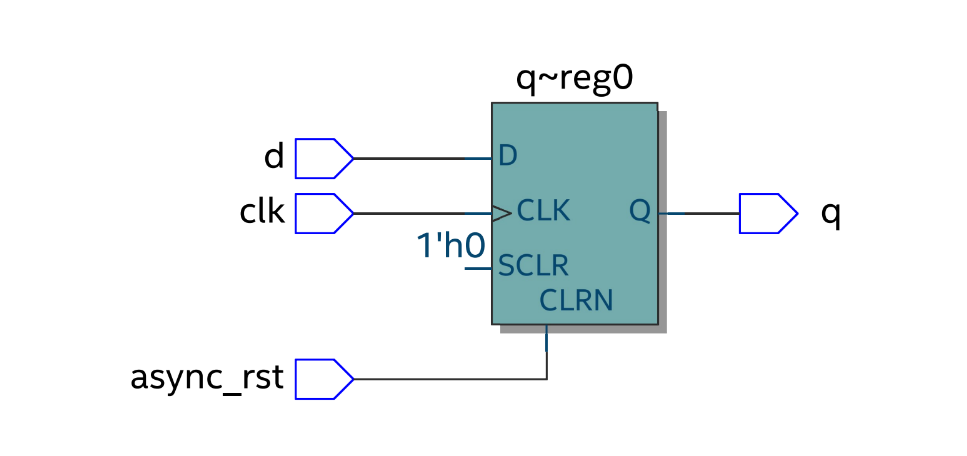 q~reg0
d
D
clk
CLK
Q
q
1'h0
SCLR
CLRN
async_rst